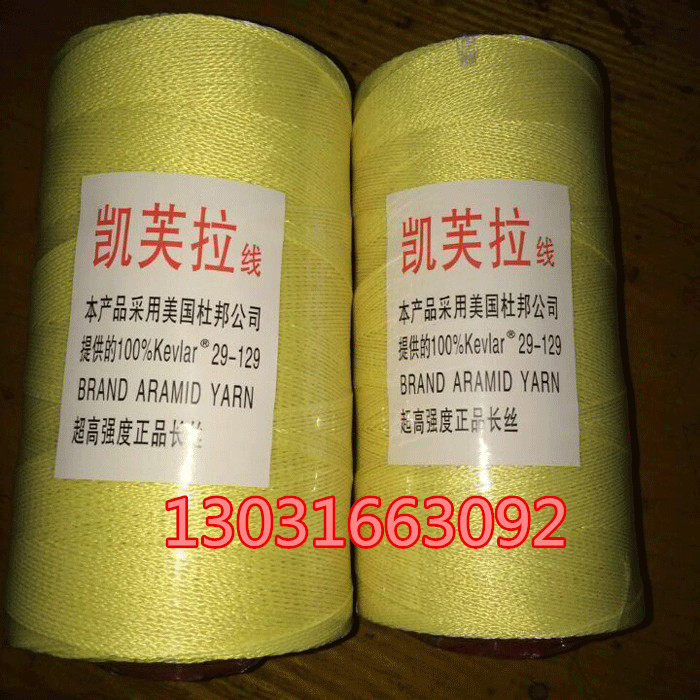 凯芙拉线
本产品采用美国杜邦公司
提供的100%Kevlar® 29-129
BRAND ARAMID YARN
超高强度正品长丝
凯芙拉线
本产品采用美国杜邦公司
提供的100%Kevlar® 29-129
BRAND ARAMID YARN
超高强度正品长丝
13031663092